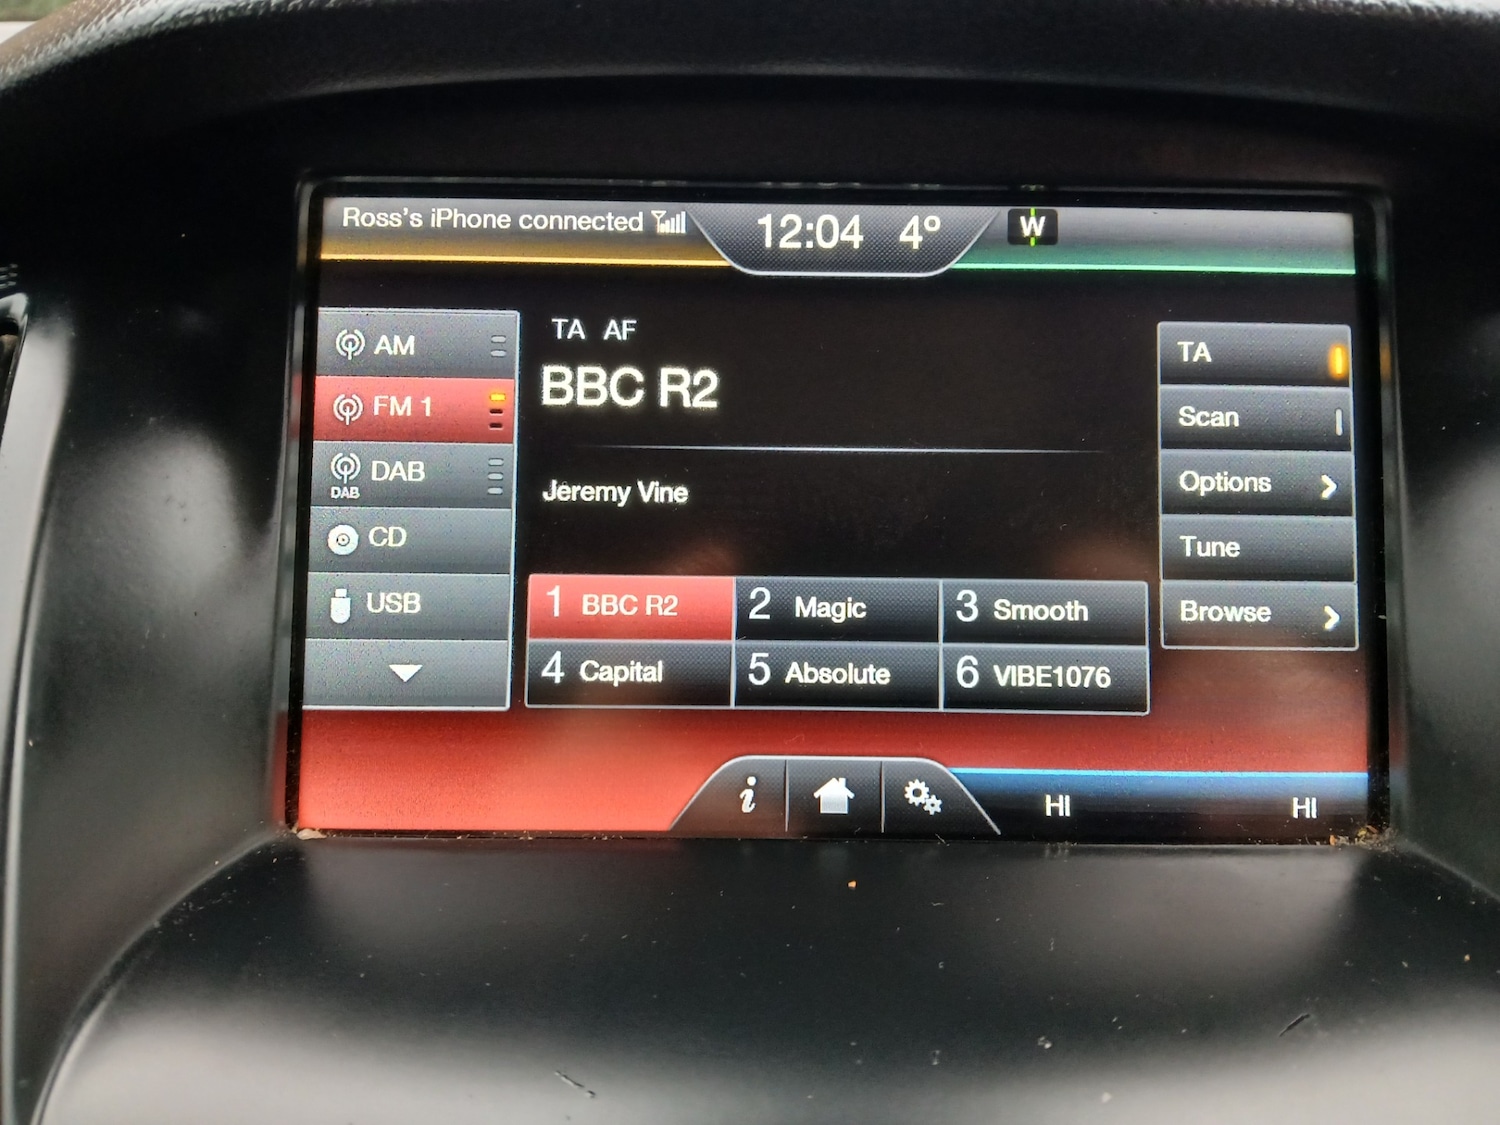 Ross's iPhone connected
12:04 4°
W
AM
FM 1
DAB
DAB
CD
USB
TA AF
BBC R2
Jeremy Vine
1 BBC R2
2 Magic
3 Smooth
4 Capital
5 Absolute
6 VIBE1076
TA
Scan
Options
Tune
Browse
i
HI
HI